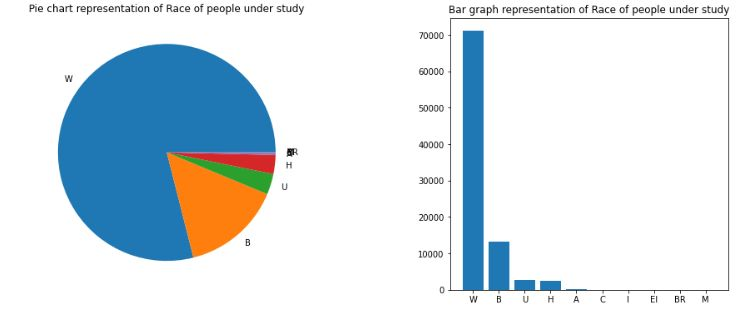 Pie chart representation of Race of people under study
W
BR
H
U
B
Bar graph representation of Race of people under study
70000
60000
50000
40000
30000
20000
10000
0
W B U H A C I EI BR M